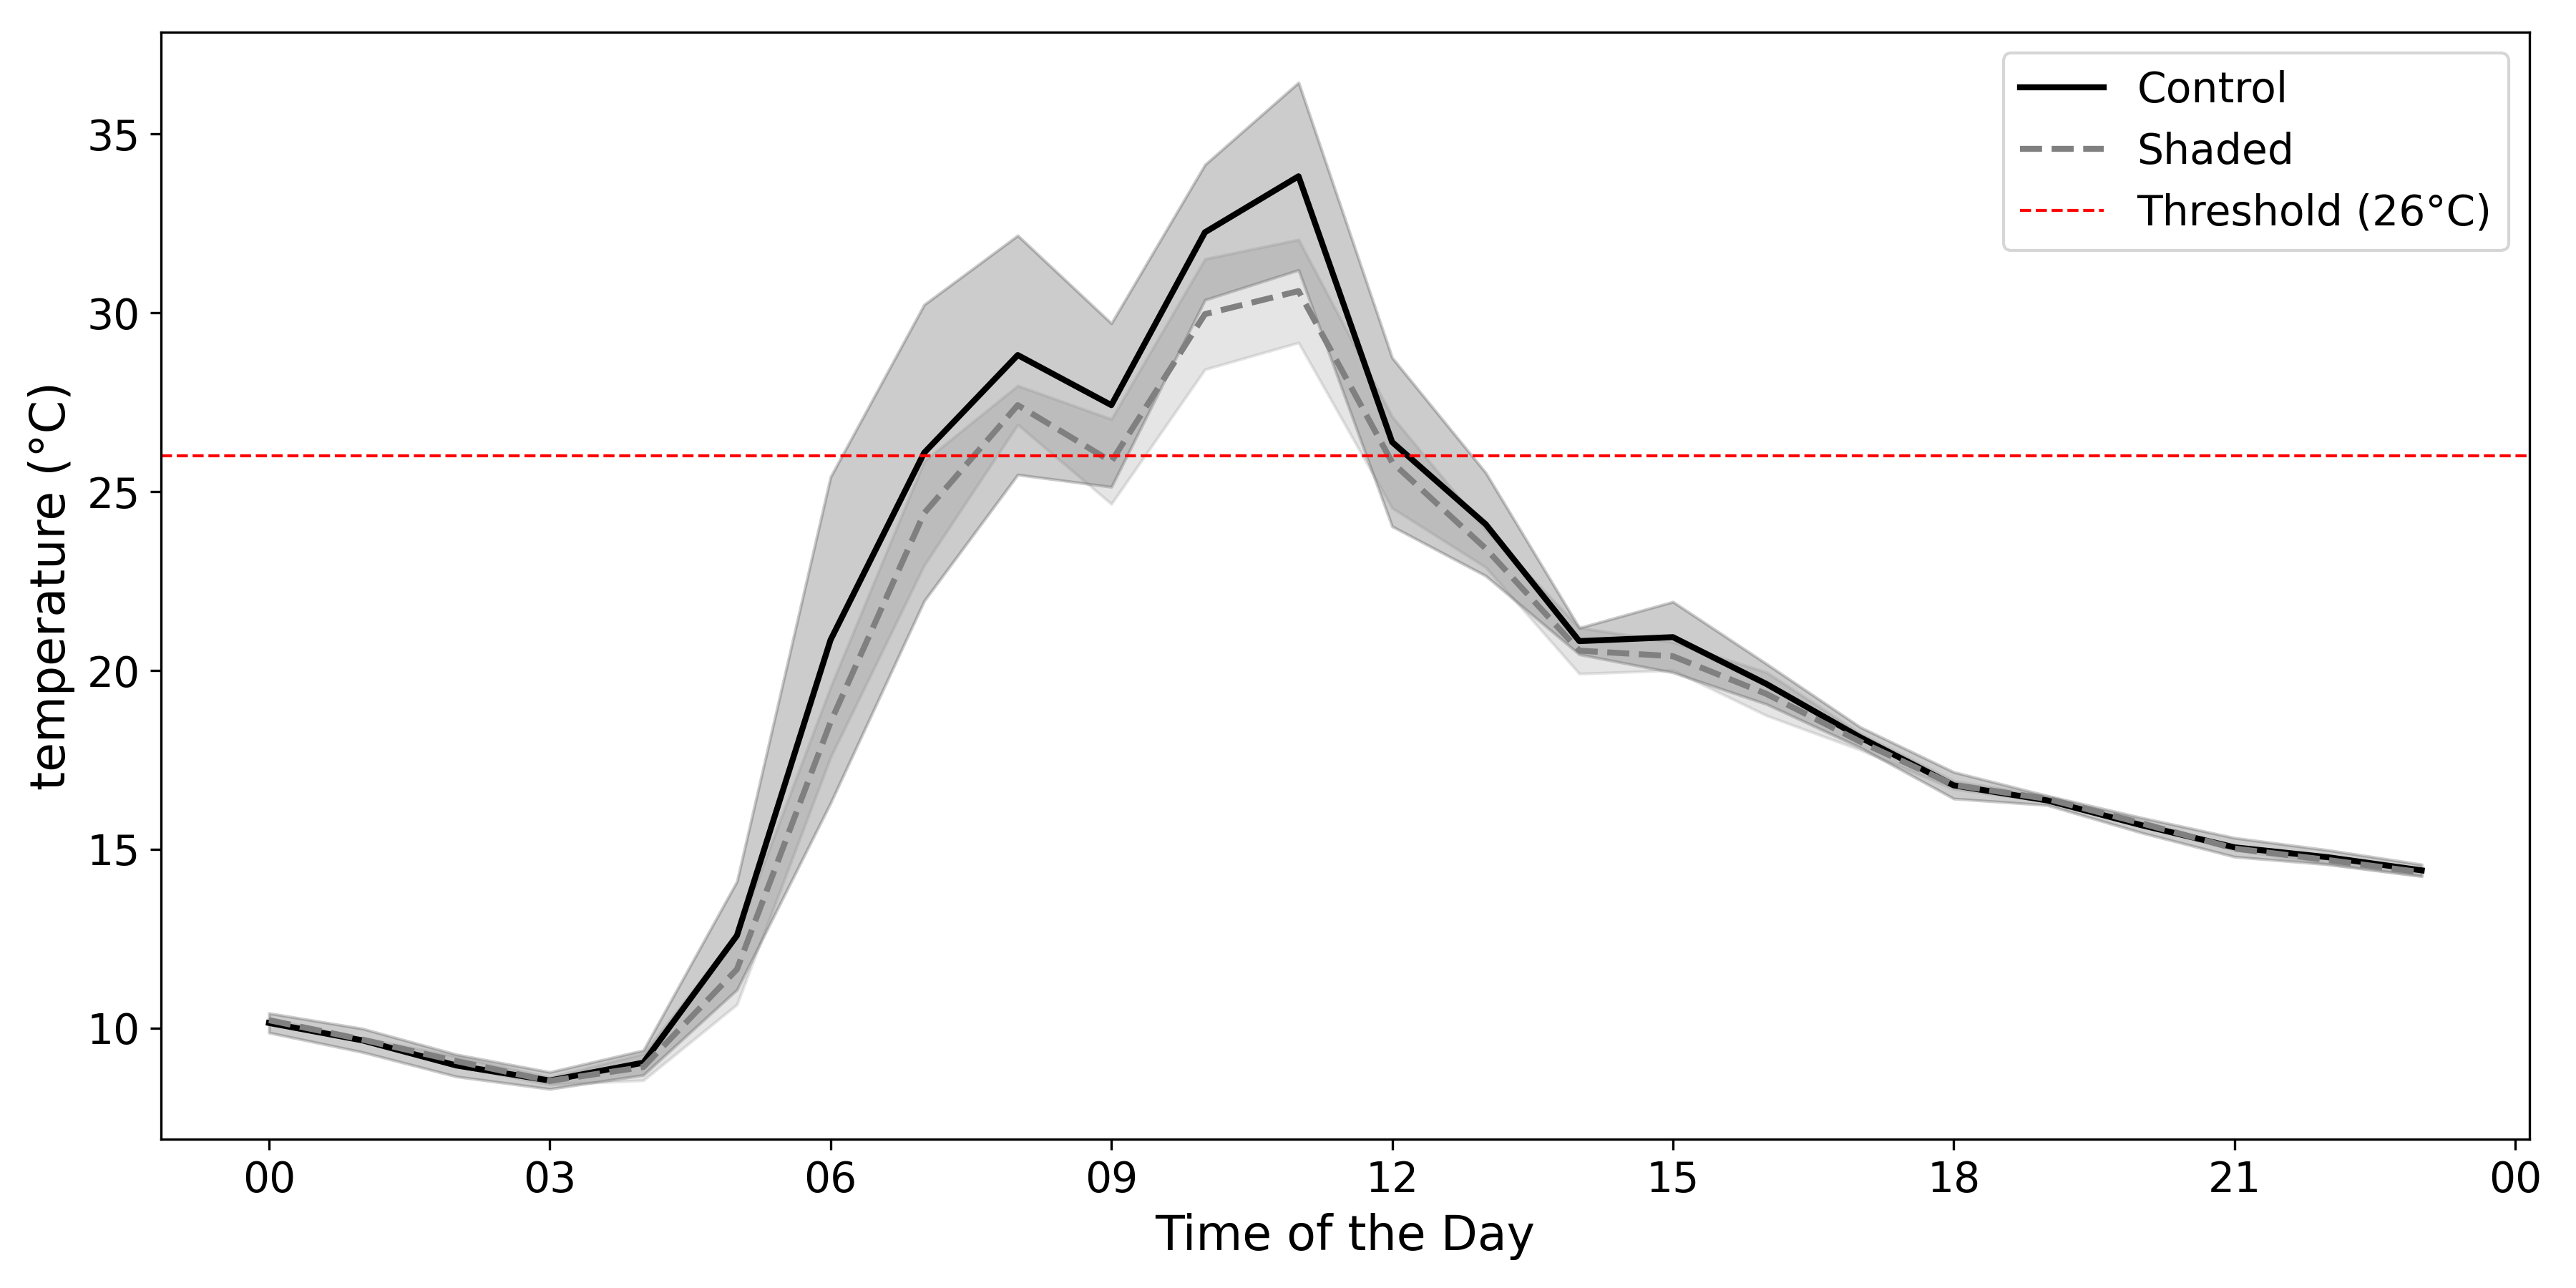 Control
Shaded
Threshold (26°C)
temperature (°C)
35
30
25
20
15
10
00 03 06 09 12 15 18 21 00
Time of the Day